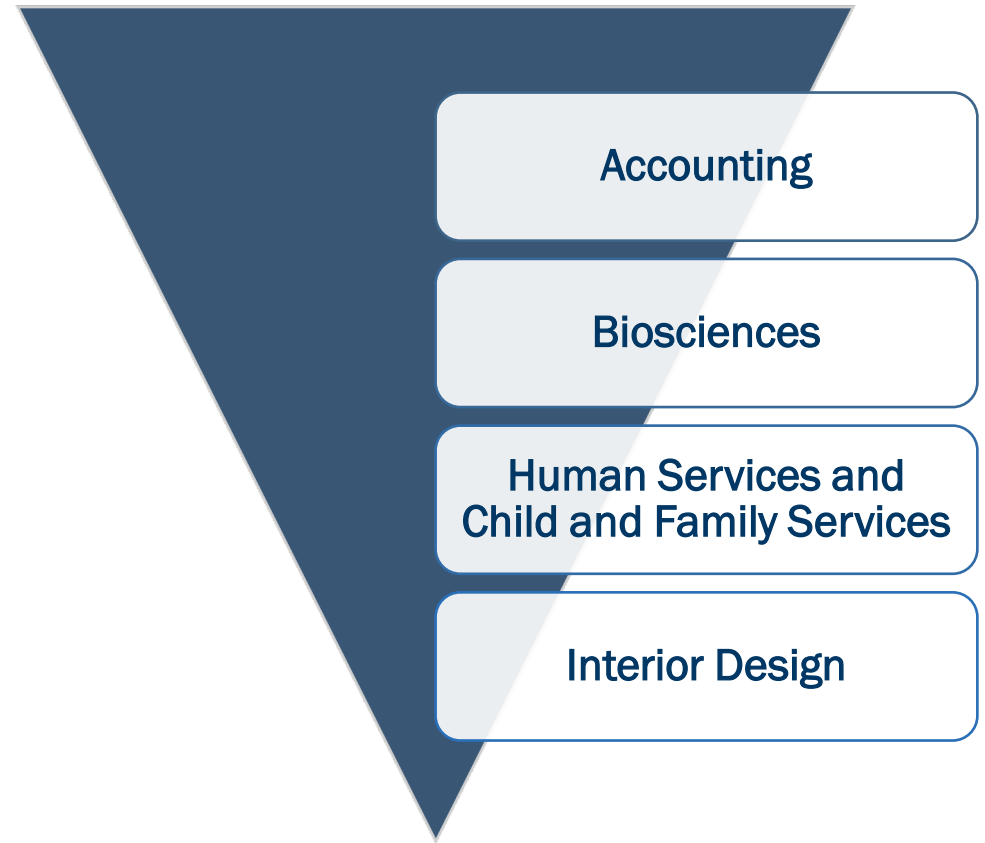 Accounting
Biosciences
Human Services and
Child and Family Services
Interior Design